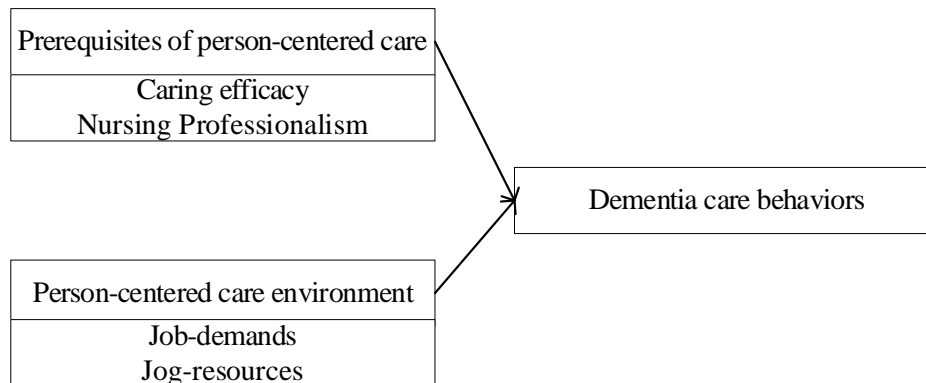 Prerequisites of person-centered care
Caring efficacy
Nursing Professionalism
Dementia care behaviors
Person-centered care environment
Job-demands
Jog-resources